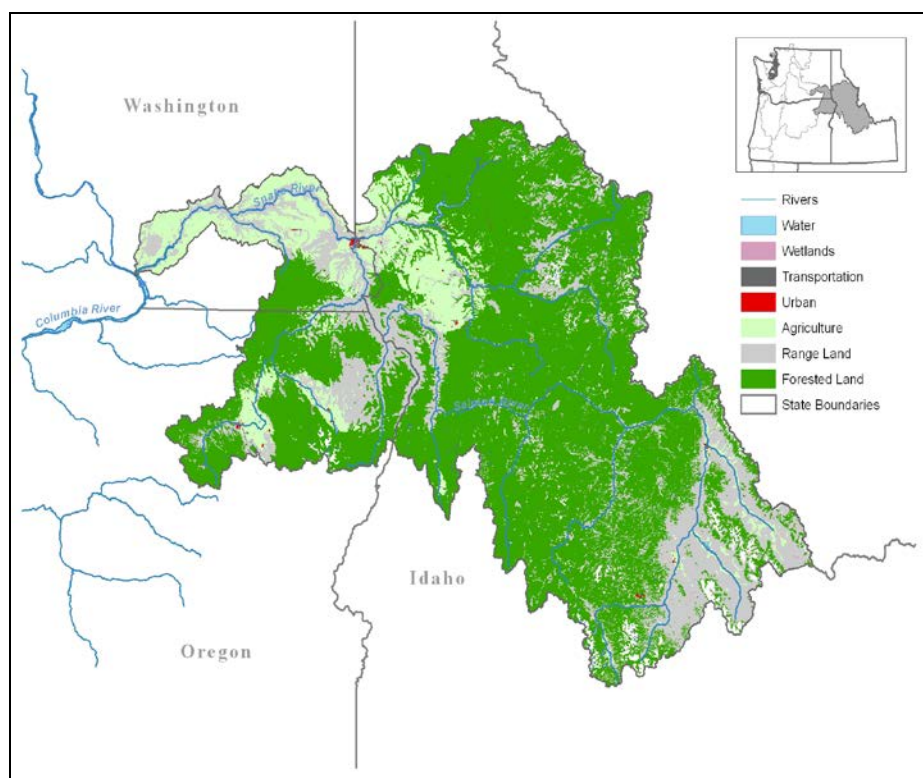 Washington
Snake River
Columbia River
Salmon River
Idaho
Oregon
Rivers
Water
Wetlands
Transportation
Urban
Agriculture
Range Land
Forested Land
State Boundaries